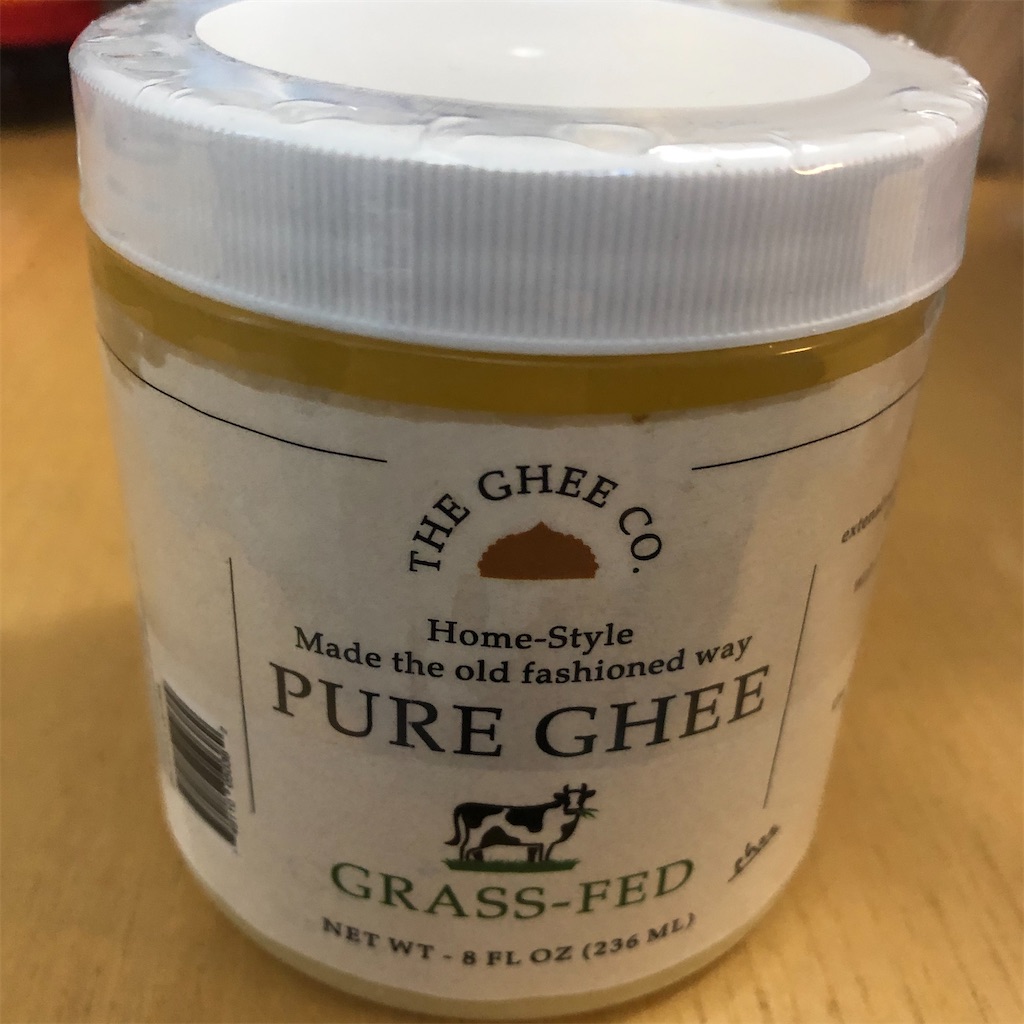 THE GHEE CO.
Home-Style
Made the old fashioned way
PURE GHEE
GRASS-FED
NET WT - 8 FL OZ (236 ML)